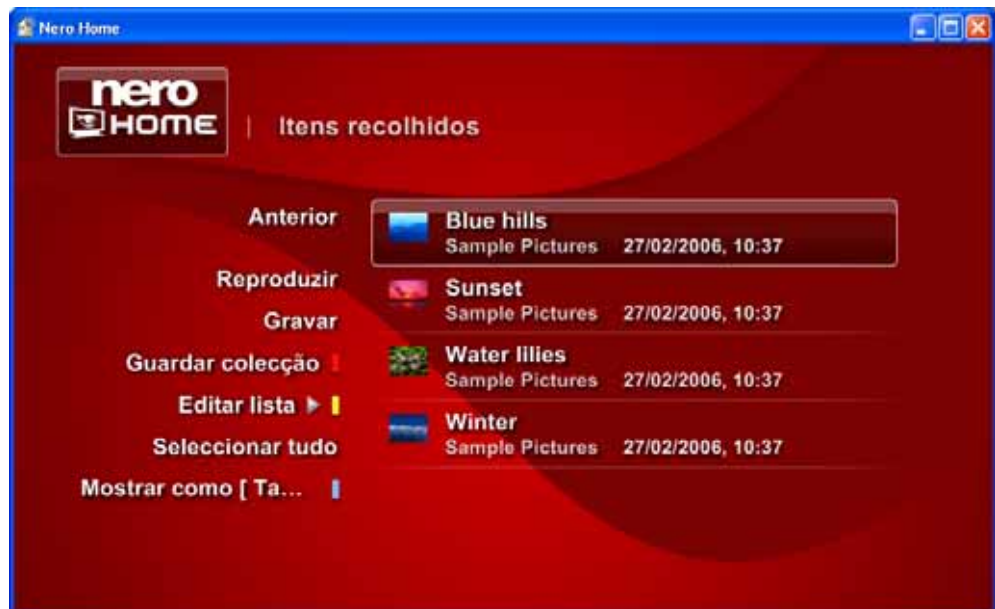 Nero Home
nero
HOME | Itens recolhidos
Anterior
Reproduzir
Gravar
Guardar colecção
Editar lista
Seleccionar tudo
Mostrar como [ Ta...
Blue hills
Sample Pictures 27/02/2006, 10:37
Sunset
Sample Pictures 27/02/2006, 10:37
Water lilies
Sample Pictures 27/02/2006, 10:37
Winter
Sample Pictures 27/02/2006, 10:37